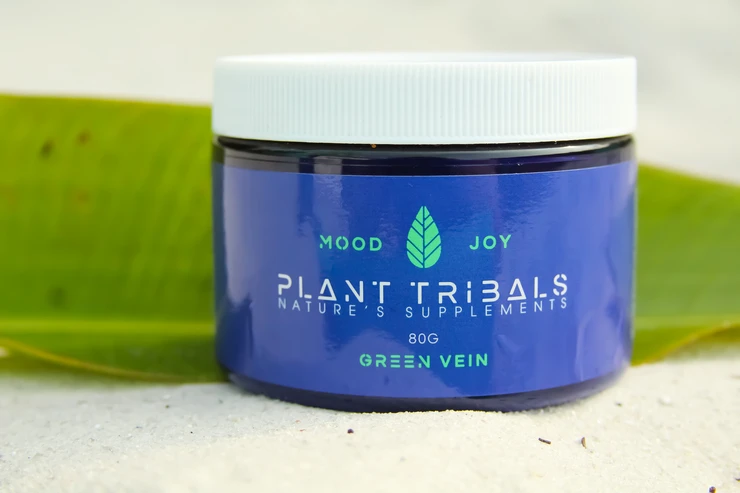 MOOD JOY
PLANT TRIBALS
NATURE'S SUPPLEMENTS
80G
GREEN VEIN